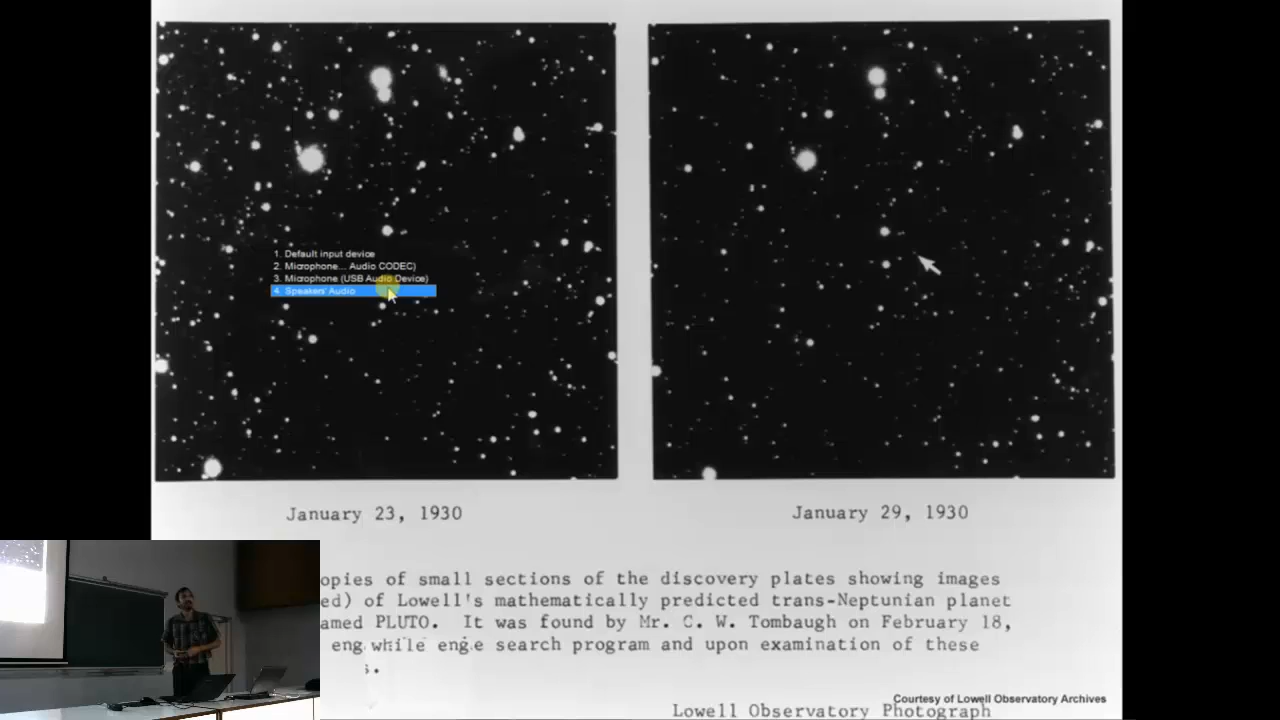 1. Default input device
2. Microphone... Audio CODEC)
3. Microphone (USB Audio Device)
4. Speakers' Audio
January 23, 1930
January 29, 1930
opies of small sections of the discovery plates showing images
ed) of Lowell's mathematically predicted trans-Neptunian planet
amed PLUTO. It was found by Mr. C. W. Tombaugh on February 18,
while search program and upon examination of these
s.
Courtesy of Lowell Observatory Archives
Lowell Observatory Photograph